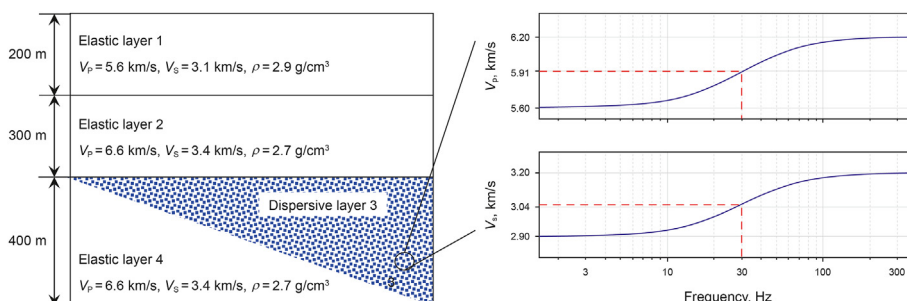 200 m
Elastic layer 1
V_P = 5.6 km/s, V_S = 3.1 km/s, ρ = 2.9 g/cm³
300 m
Elastic layer 2
V_P = 6.6 km/s, V_S = 3.4 km/s, ρ = 2.7 g/cm³
Dispersive layer 3
400 m
Elastic layer 4
V_P = 6.6 km/s, V_S = 3.4 km/s, ρ = 2.7 g/cm³
V_p, km/s
6.20
5.91
5.60
V_s, km/s
3.20
3.04
2.90
3 10 30 100 300
Frequency, Hz